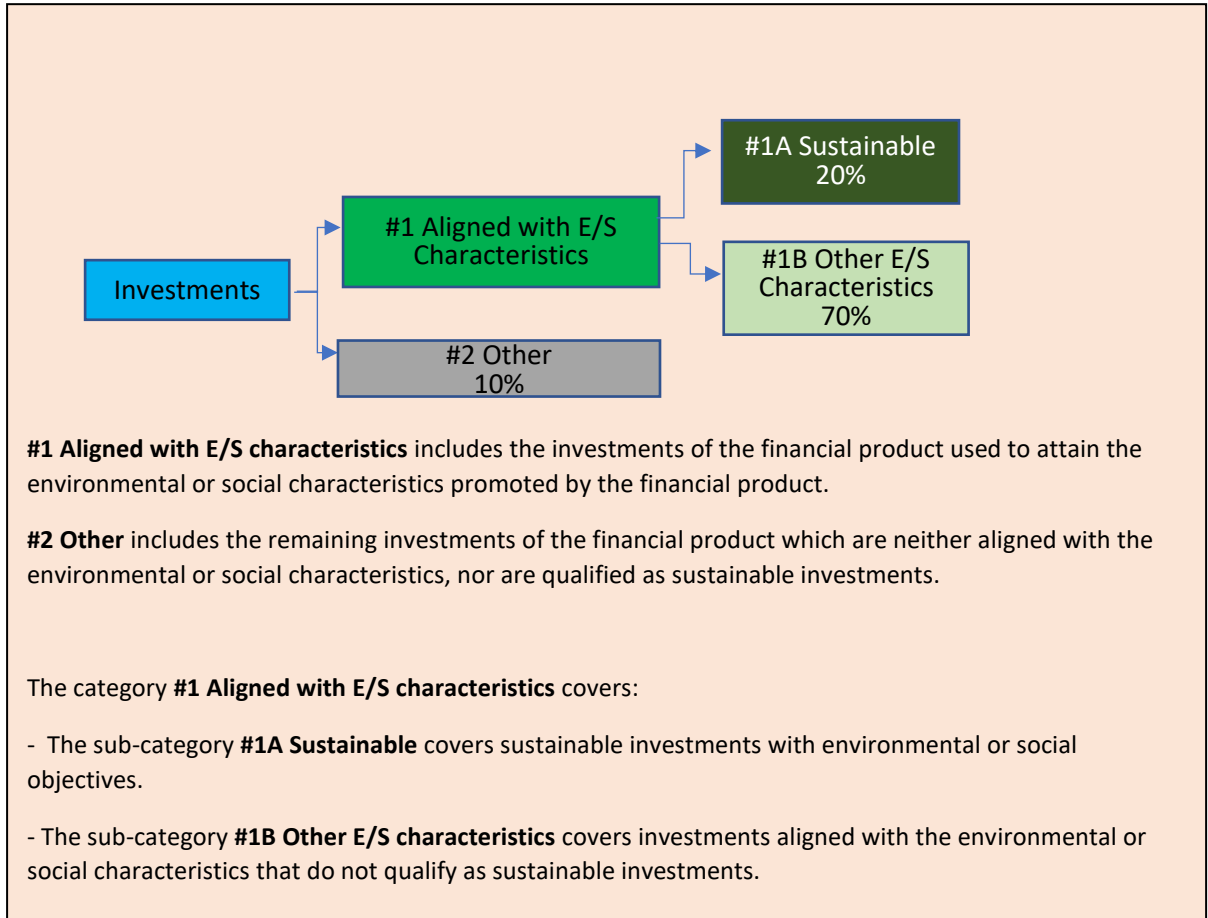 #1A Sustainable
20%
#1 Aligned with E/S
Characteristics
#1B Other E/S
Characteristics
70%
Investments
#2 Other
10%
#1 Aligned with E/S characteristics includes the investments of the financial product used to attain the
environmental or social characteristics promoted by the financial product.
#2 Other includes the remaining investments of the financial product which are neither aligned with the
environmental or social characteristics, nor are qualified as sustainable investments.
The category #1 Aligned with E/S characteristics covers:
- The sub-category #1A Sustainable covers sustainable investments with environmental or social
objectives.
- The sub-category #1B Other E/S characteristics covers investments aligned with the environmental or
social characteristics that do not qualify as sustainable investments.